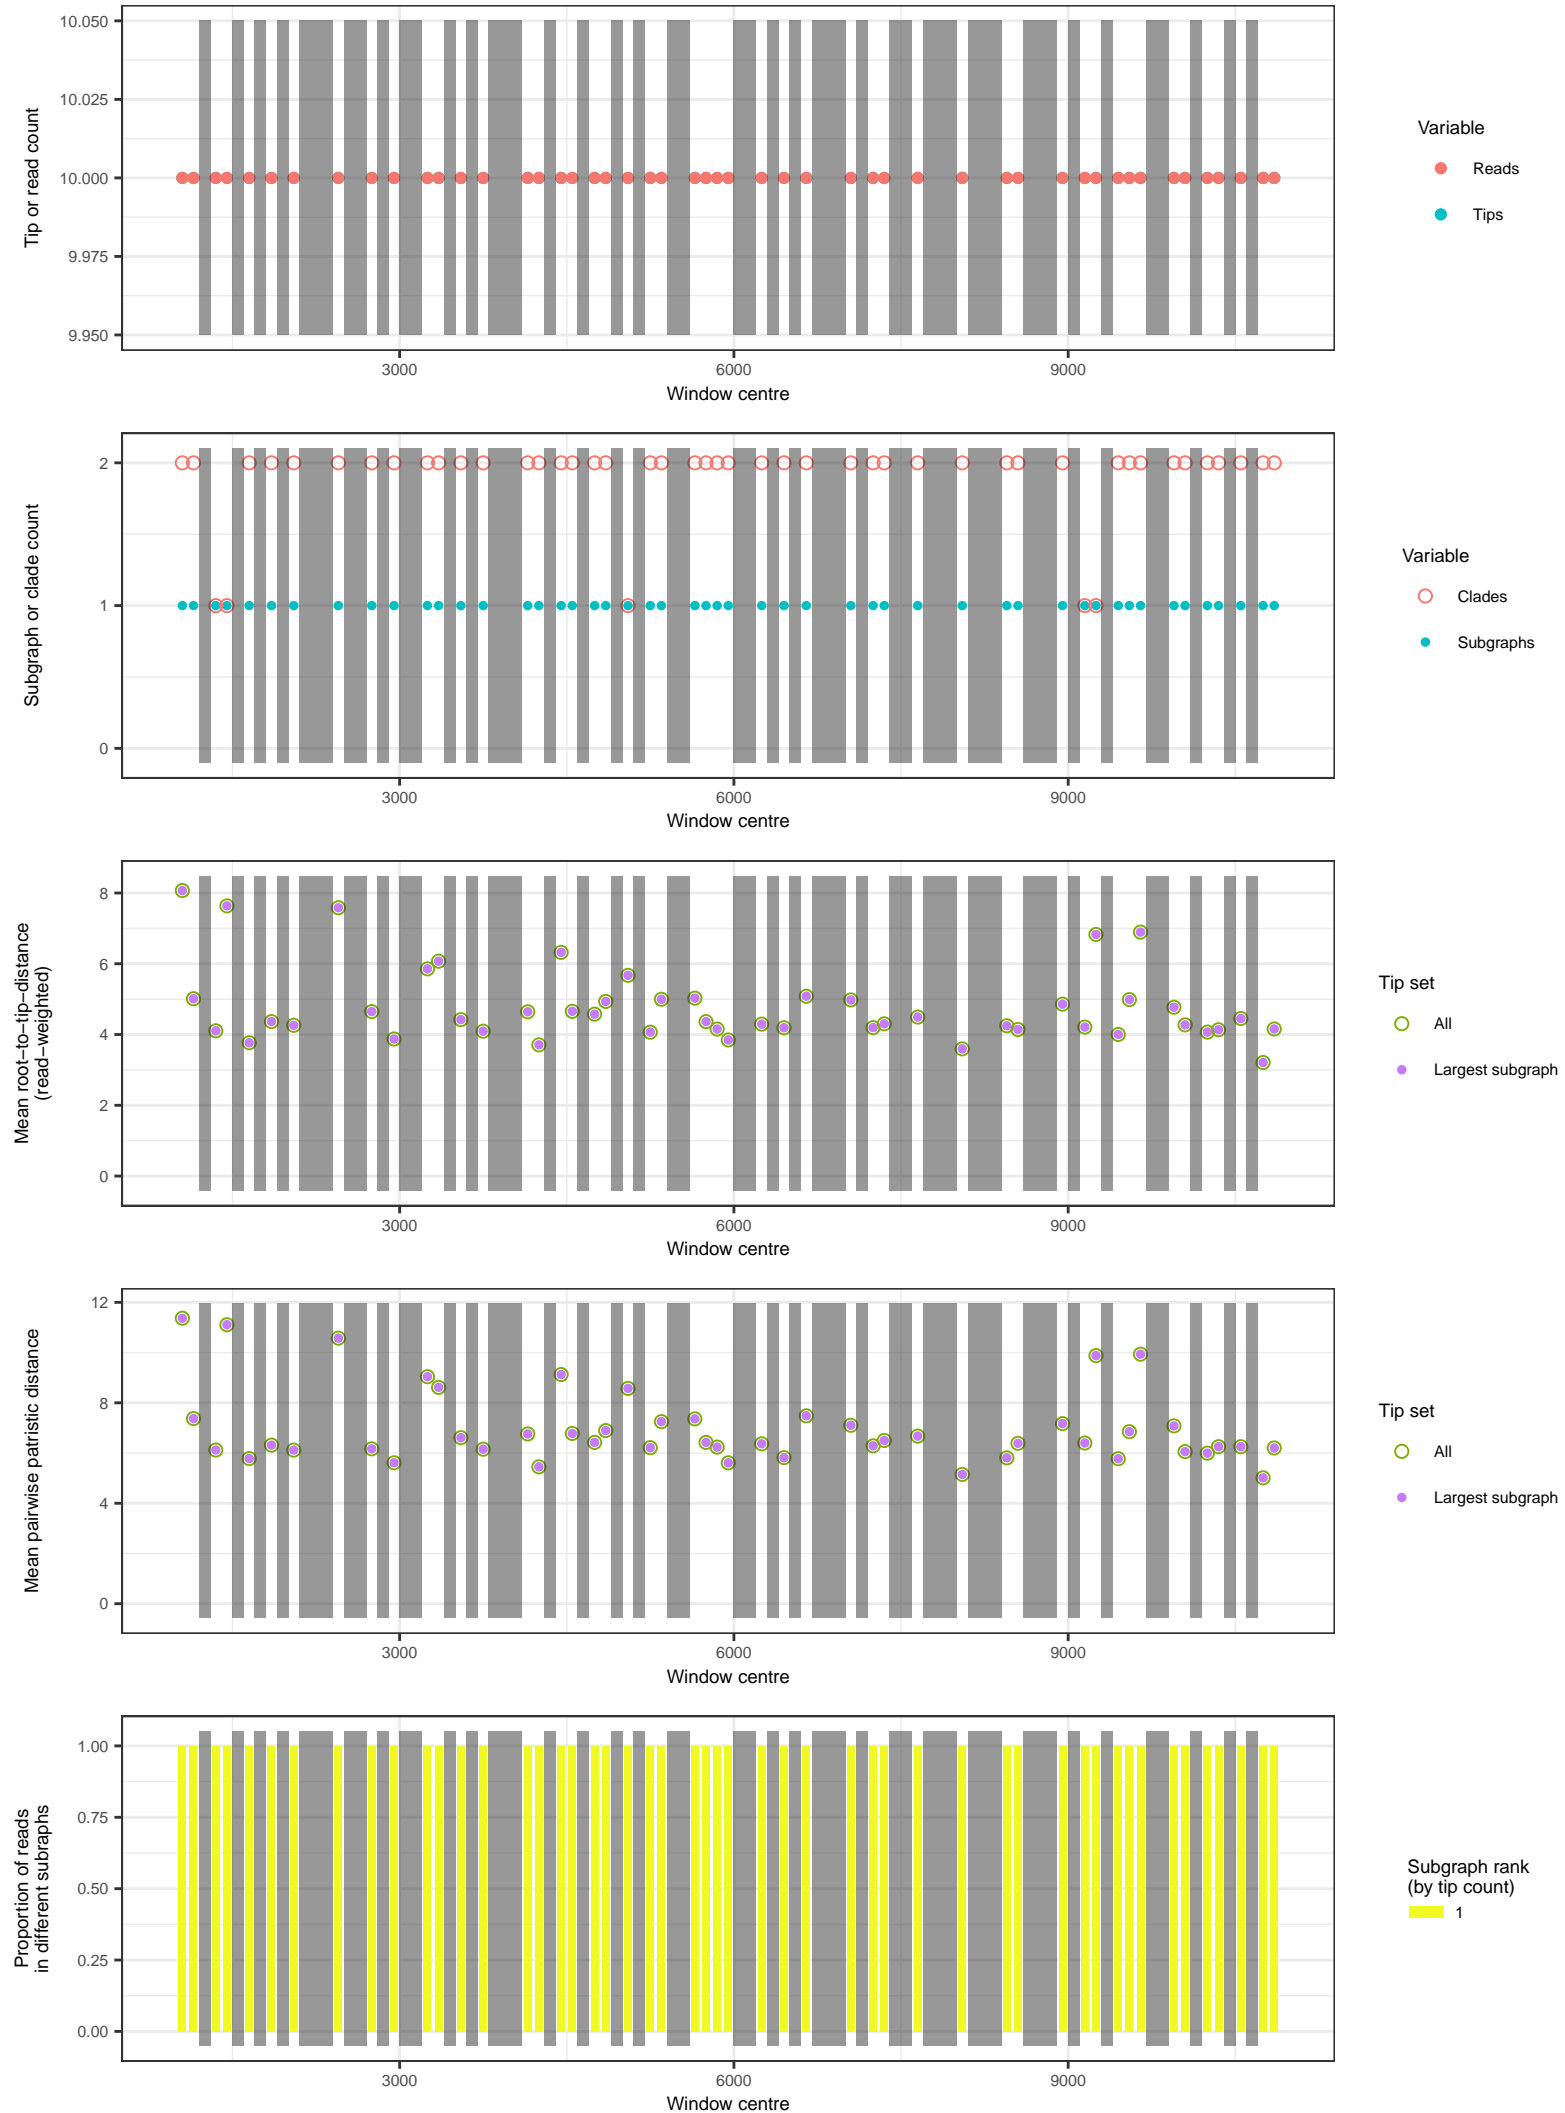 10.050
10.025
10.000
9.975
9.950
Tip or read count
3000
6000
9000
Window centre
Variable
Reads
Tips
2
1
0
Subgraph or clade count
3000
6000
9000
Window centre
Variable
Clades
Subgraphs
8
6
4
2
0
Mean root−to−tip−distance
(read−weighted)
3000
6000
9000
Window centre
Tip set
All
Largest subgraph
12
8
4
0
Mean pairwise patristic distance
3000
6000
9000
Window centre
Tip set
All
Largest subgraph
1.00
0.75
0.50
0.25
0.00
Proportion of reads
in different subraphs
3000
6000
9000
Window centre
Subgraph rank
(by tip count)
1